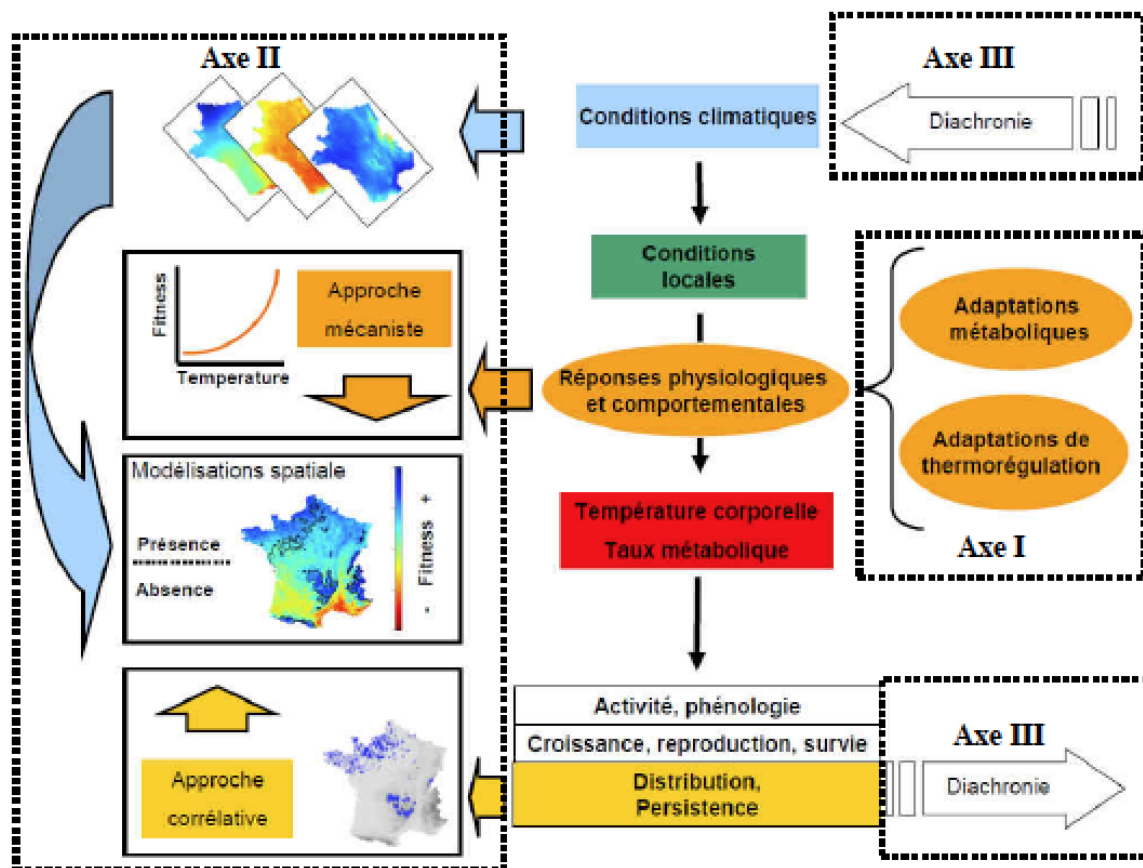 Axe II
Axe III
Conditions climatiques
Diachronie
Conditions
locales
Fitness
Temperature
Approche
mécaniste
Réponses physiologiques
et comportementales
Adaptations
métaboliques
Adaptations de
thermorégulation
Axe I
Modélisations spatiale
Présence
Absence
- Fitness +
Température corporelle
Taux métabolique
Activité, phénologie
Croissance, reproduction, survie
Distribution,
Persistence
Approche
corrélative
Axe III
Diachronie